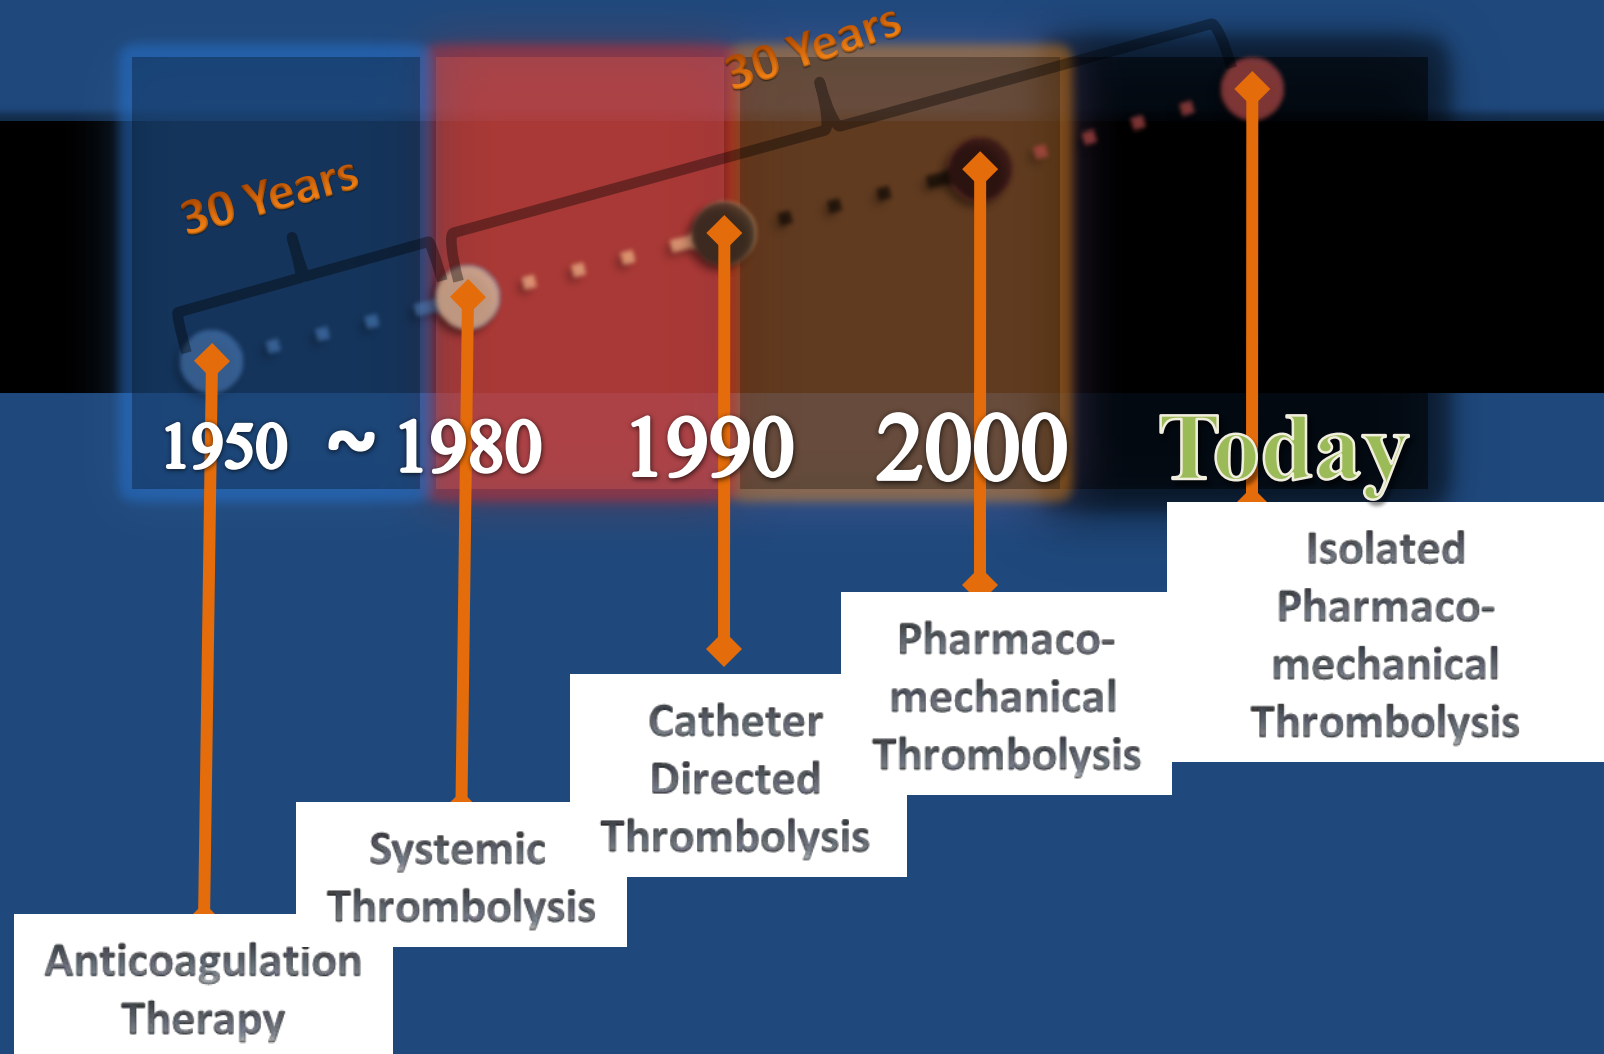 30 Years
30 Years
1950 ~ 1980 1990 2000 Today
Anticoagulation
Therapy
Systemic
Thrombolysis
Catheter
Directed
Thrombolysis
Pharmaco-
mechanical
Thrombolysis
Isolated
Pharmaco-
mechanical
Thrombolysis